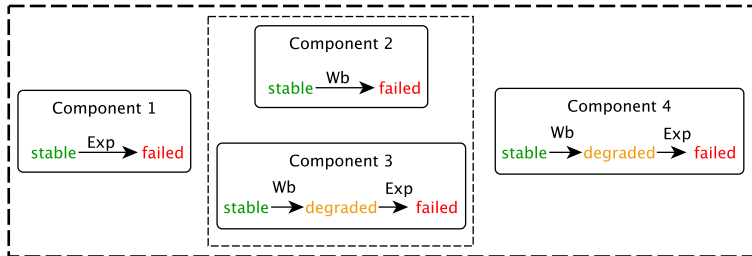 Component 1
Exp
stable failed
Component 2
Wb
stable failed
Component 3
Wb Exp
stable degraded failed
Component 4
Wb Exp
stable degraded failed